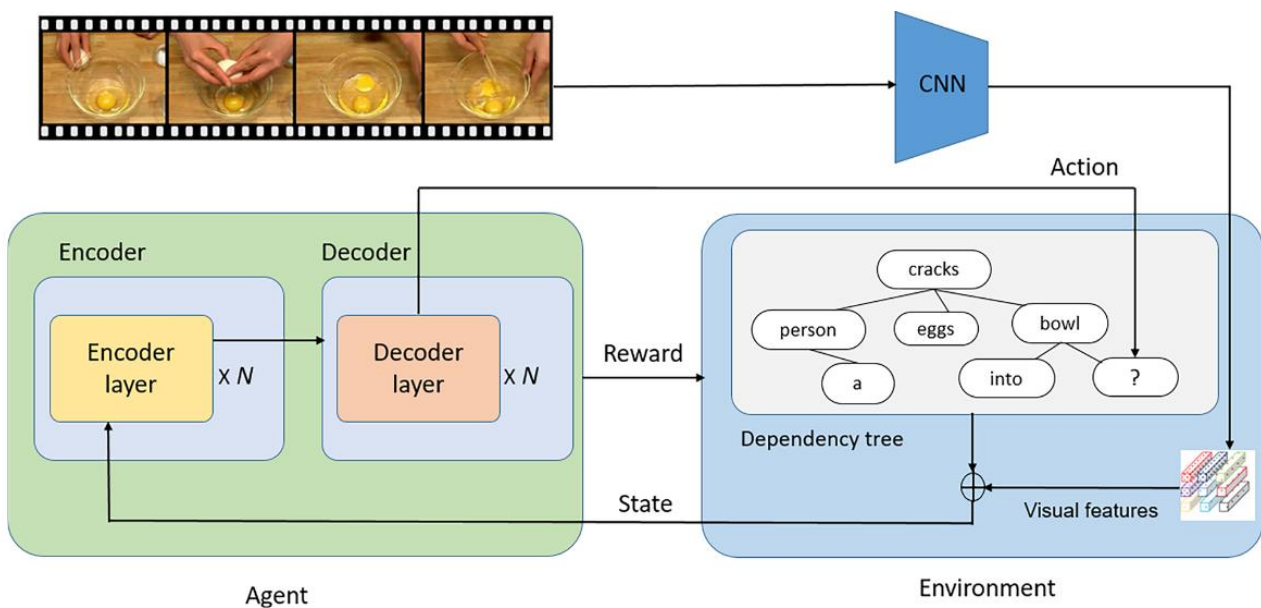 CNN
Action
Encoder
Decoder
Encoder
layer
X N
Decoder
layer
X N
Reward
cracks
person
eggs
bowl
a
into
?
Dependency tree
State
Visual features
Agent
Environment